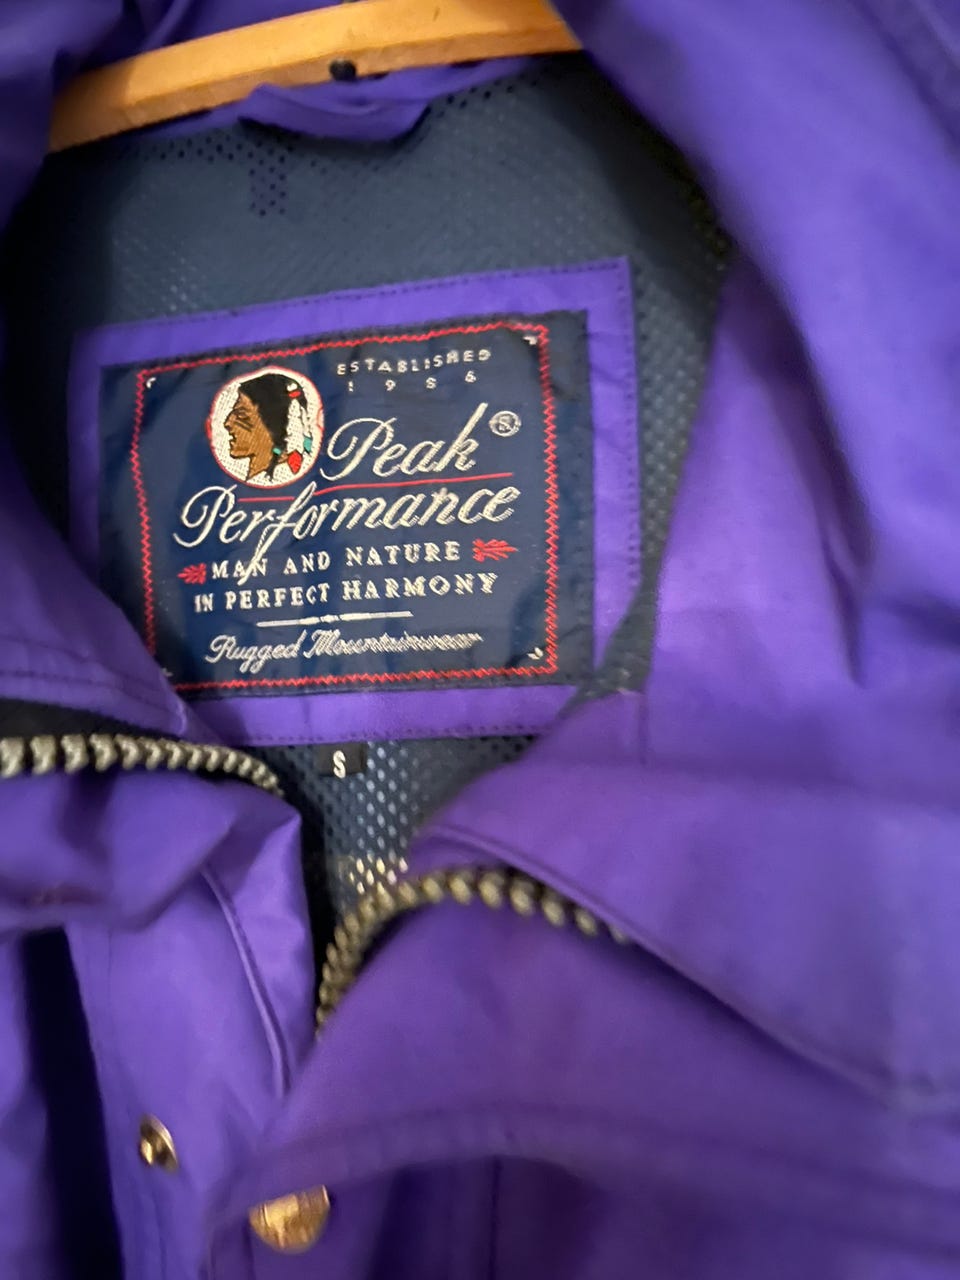 ESTABLISHED
1986
Peak ®
Performance
MAN AND NATURE
IN PERFECT HARMONY
Rugged Mountainwear
S